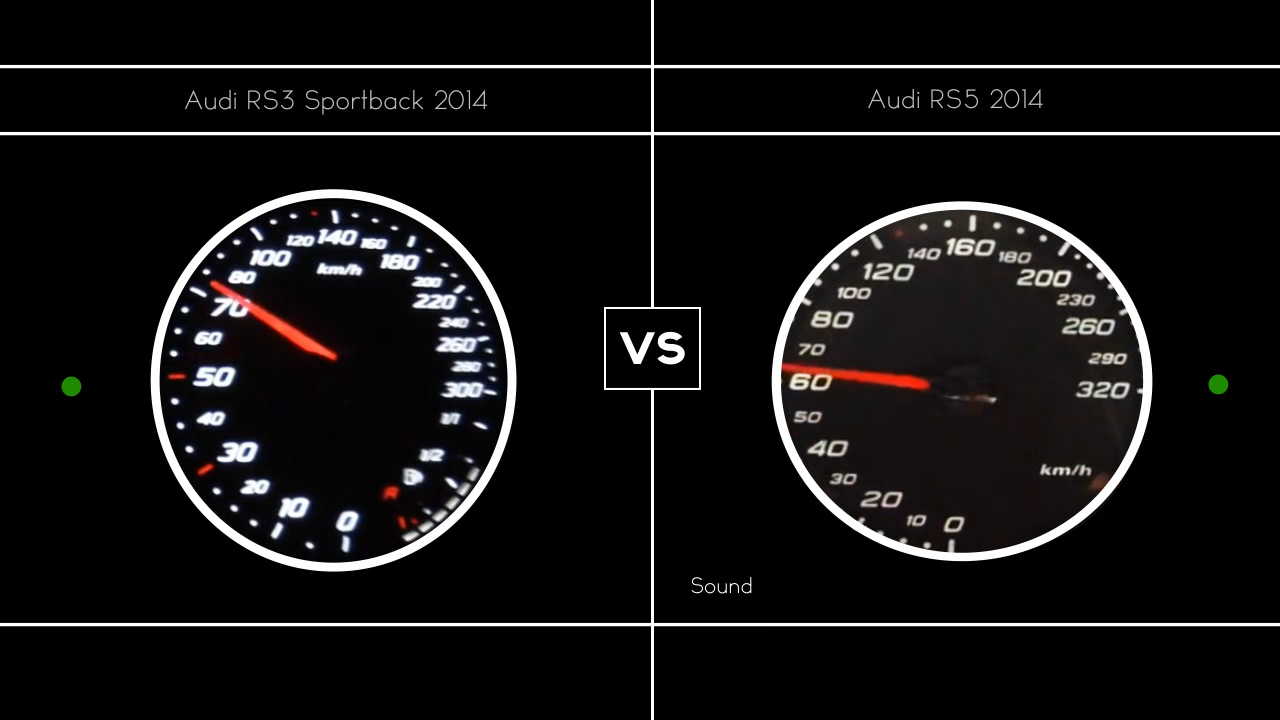 Audi RS3 Sportback 2014
Audi RS5 2014
VS
120 140 160
100 180
km/h
80 200
70 220
60 240
260
50 280
300
40 1/1
30 1/2
20
10 0
140 160 180
120 200
100 230
80 260
70 290
60 320
50
40
km/h
30
20
10 0
Sound